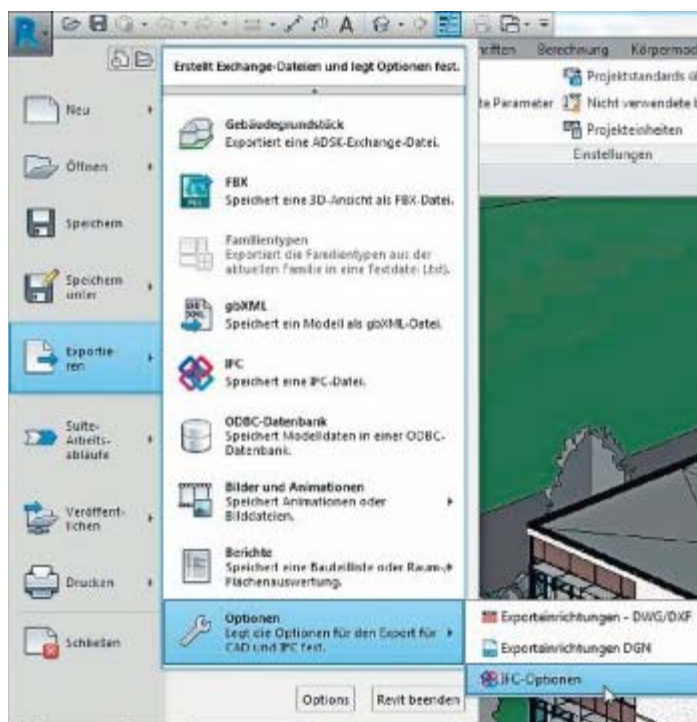 Erstellt Exchange-Dateien und legt Optionen fest.
Neu
Öffnen
Speichern
Speichern
unter
Exportie-
ren
Suite-
Arbeits-
abläufe
Veröffent-
lichen
Drucken
Schließen
Gebäudegrundstück
Exportiert eine ADSK-Exchange-Datei.
FBX
Speichert eine 3D-Ansicht als FBX-Datei.
Familientypen
Exportiert die Familientypen aus der
aktuellen Familie in eine Textdatei (.txt).
gbXML
Speichert ein Modell als gbXML-Datei.
IFC
Speichert eine IFC-Datei.
ODBC-Datenbank
Speichert Modelldaten in einer ODBC-
Datenbank.
Bilder und Animationen
Speichert Animationen oder
Bilddateien.
Berichte
Speichert eine Bauteilliste oder Raum-/
Flächenauswertung.
Optionen
Legt die Optionen für den Export für
CAD und IFC fest.
Exporteinrichtungen - DWG/DXF
Exporteinrichtungen DGN
IFC-Optionen
Options
Revit beenden
Berechnung
Projektstandards
Parameter
Nicht verwendete
Projekteinheiten
Einstellungen